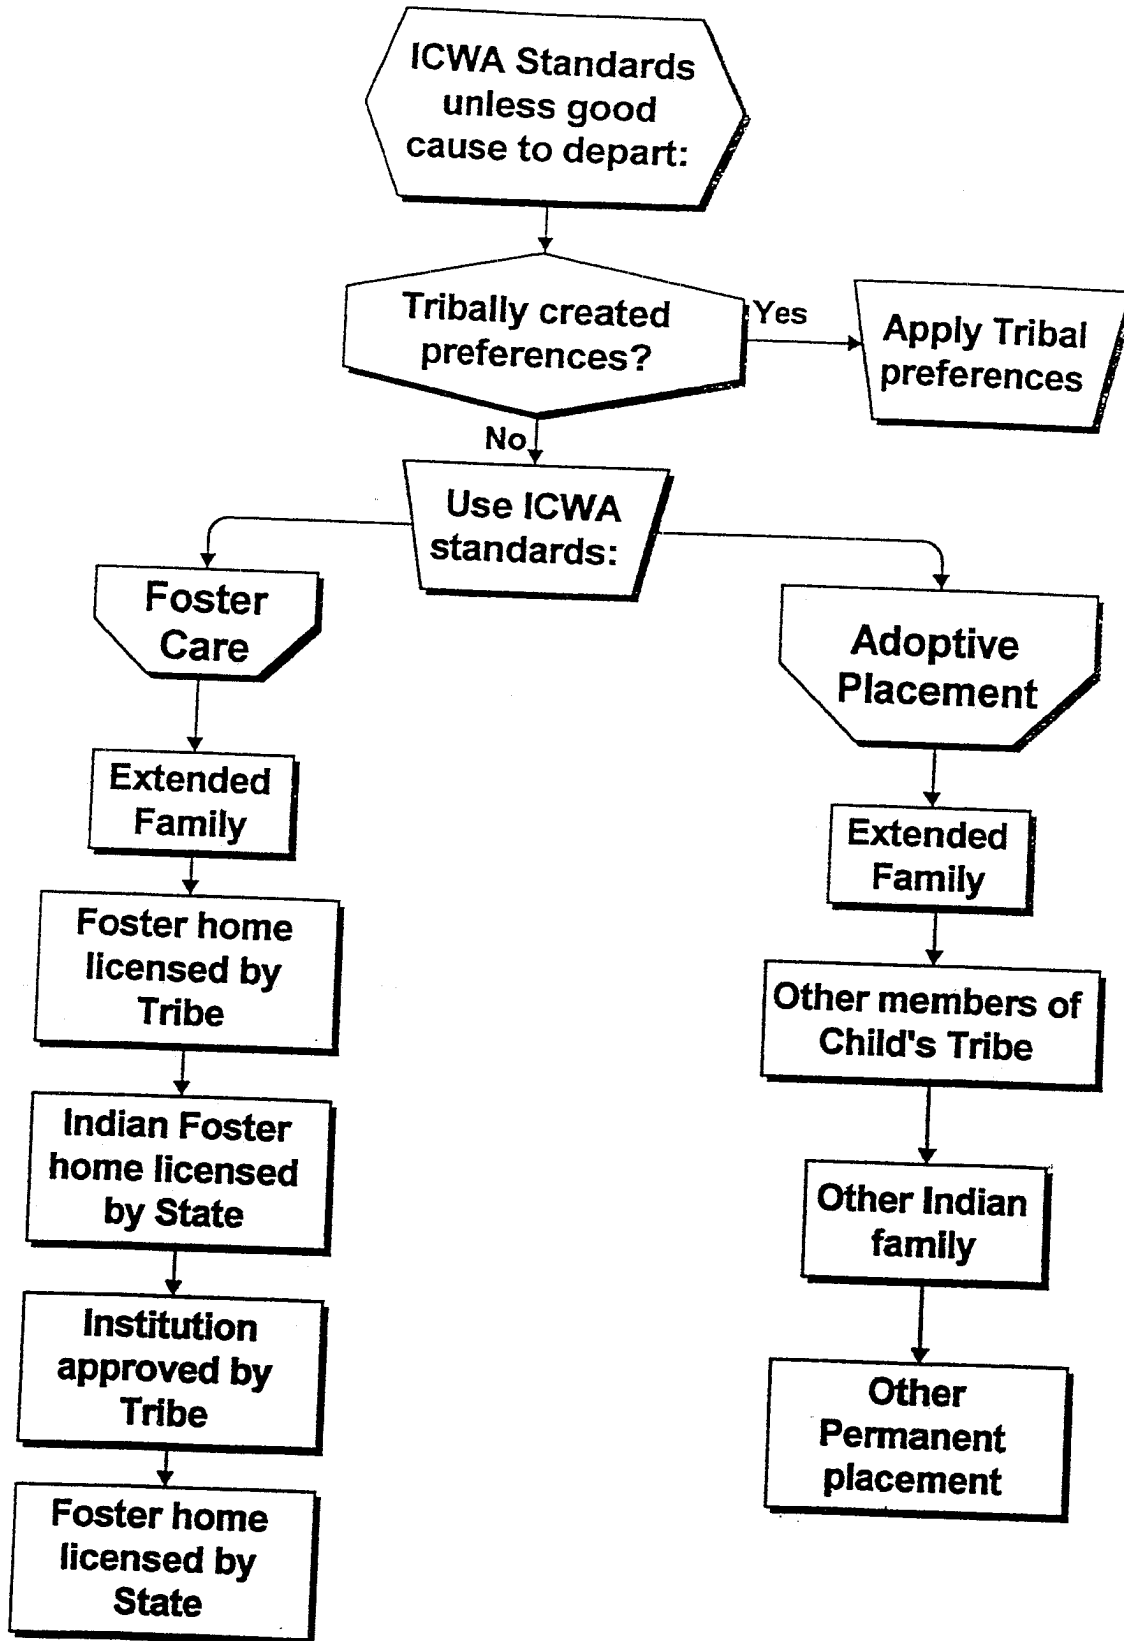 ICWA Standards
unless good
cause to depart:
Tribally created
preferences?
Yes
Apply Tribal
preferences
No
Use ICWA
standards:
Foster
Care
Extended
Family
Foster home
licensed by
Tribe
Indian Foster
home licensed
by State
Institution
approved by
Tribe
Foster home
licensed by
State
Adoptive
Placement
Extended
Family
Other members of
Child's Tribe
Other Indian
family
Other
Permanent
placement